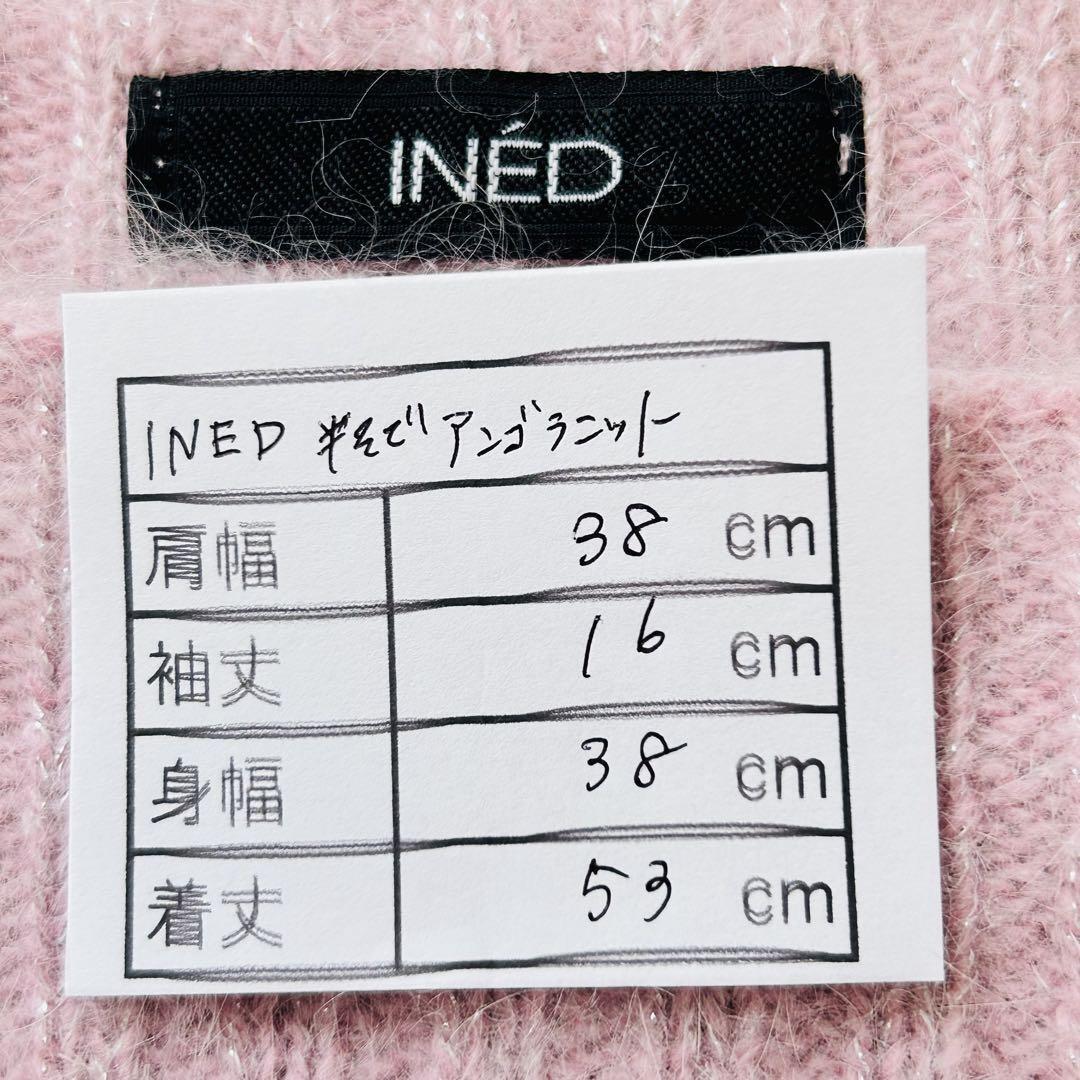 INÉD
INED 半そでアンゴラニット
肩幅 38 cm
袖丈 16 cm
身幅 38 cm
着丈 53 cm